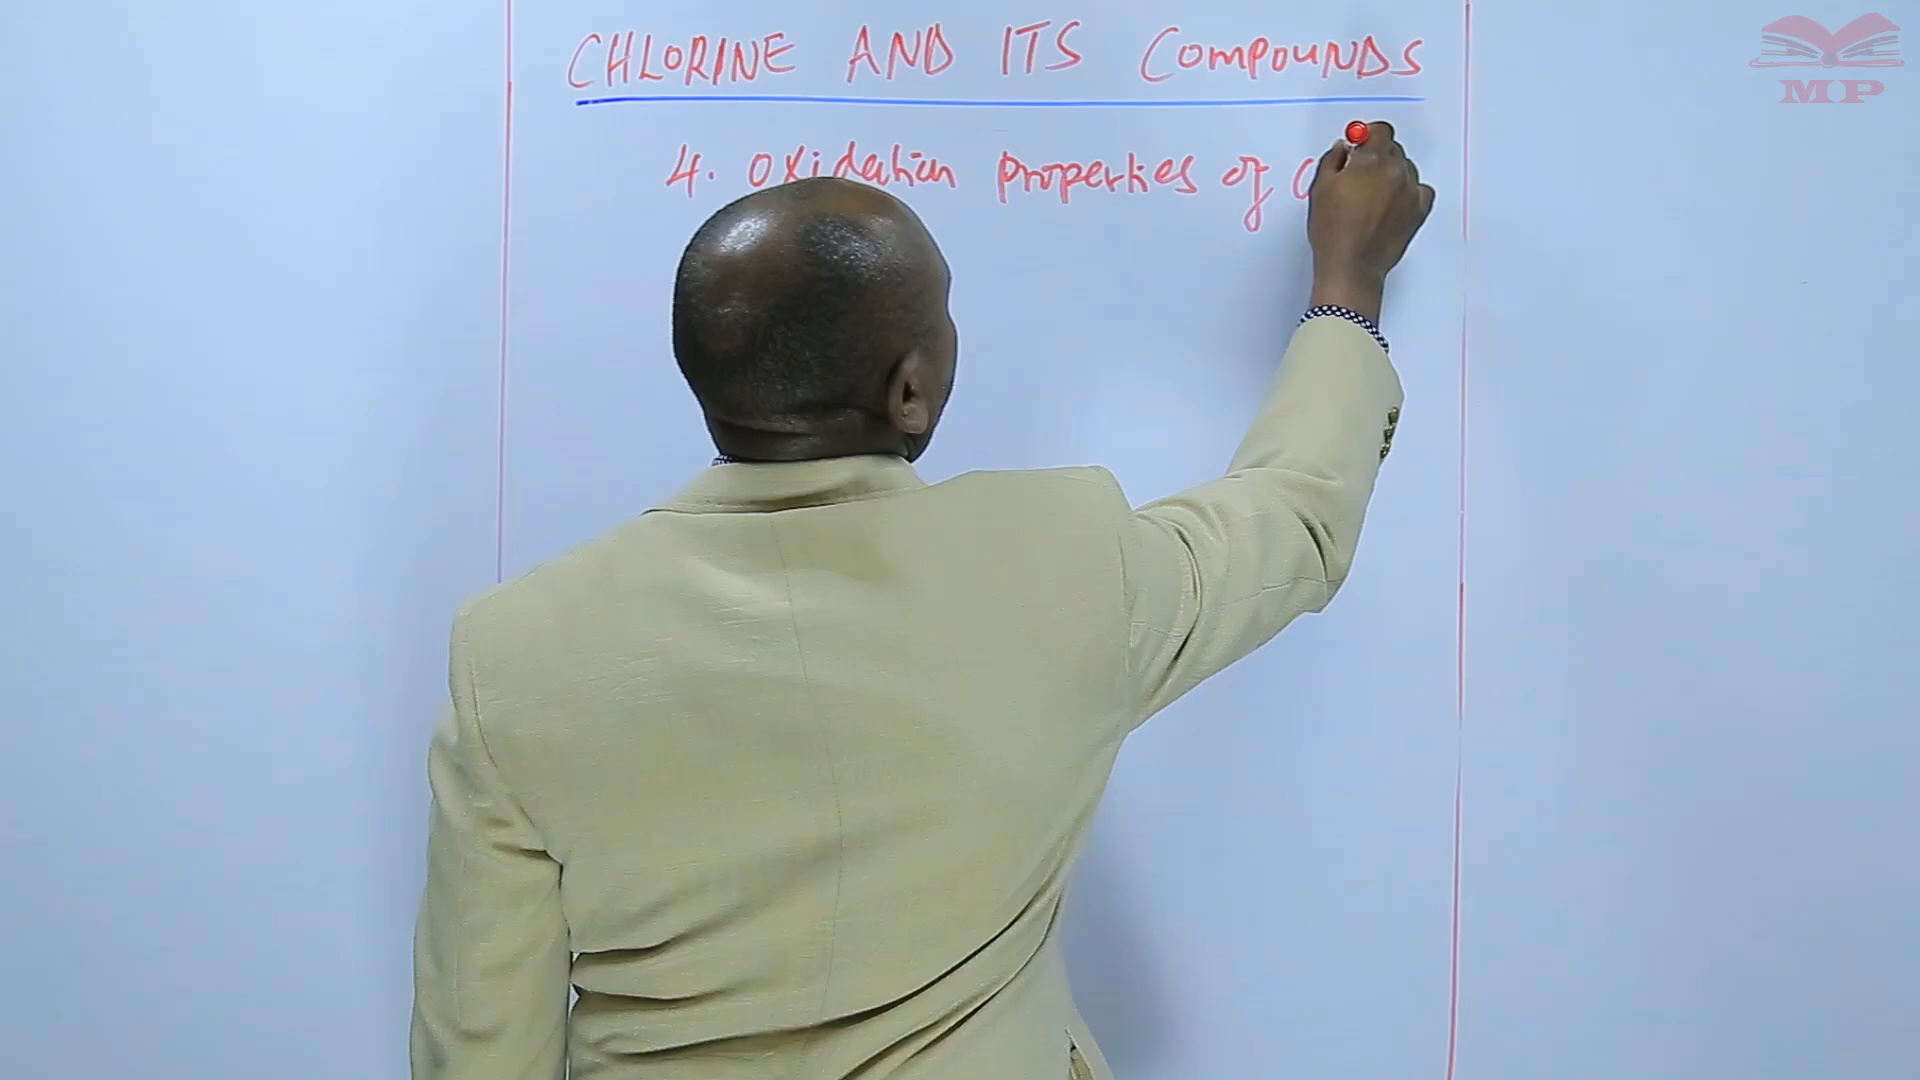 CHLORINE AND ITS COMPOUNDS
4. Oxidation properties of C
MP